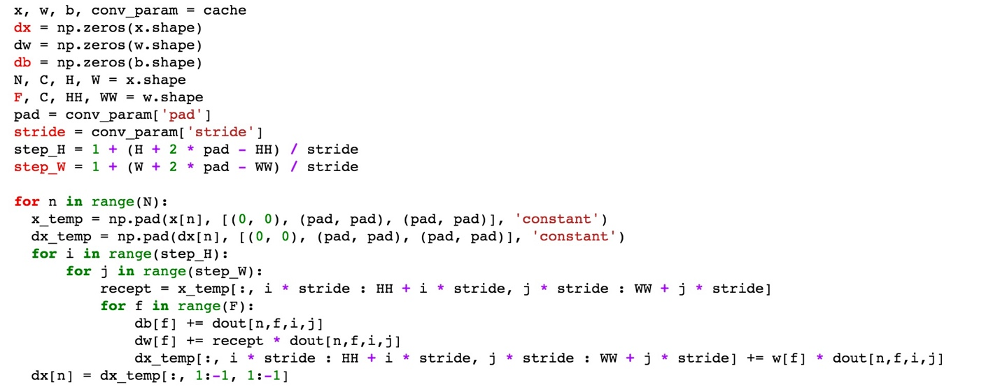 x, w, b, conv_param = cache
dx = np.zeros(x.shape)
dw = np.zeros(w.shape)
db = np.zeros(b.shape)
N, C, H, W = x.shape
F, C, HH, WW = w.shape
pad = conv_param['pad']
stride = conv_param['stride']
step_H = 1 + (H + 2 * pad - HH) / stride
step_W = 1 + (W + 2 * pad - WW) / stride

for n in range(N):
  x_temp = np.pad(x[n], [(0, 0), (pad, pad), (pad, pad)], 'constant')
  dx_temp = np.pad(dx[n], [(0, 0), (pad, pad), (pad, pad)], 'constant')
  for i in range(step_H):
      for j in range(step_W):
          recept = x_temp[:, i * stride : HH + i * stride, j * stride : WW + j * stride]
          for f in range(F):
              db[f] += dout[n,f,i,j]
              dw[f] += recept * dout[n,f,i,j]
              dx_temp[:, i * stride : HH + i * stride, j * stride : WW + j * stride] += w[f] * dout[n,f,i,j]
  dx[n] = dx_temp[:, 1:-1, 1:-1]